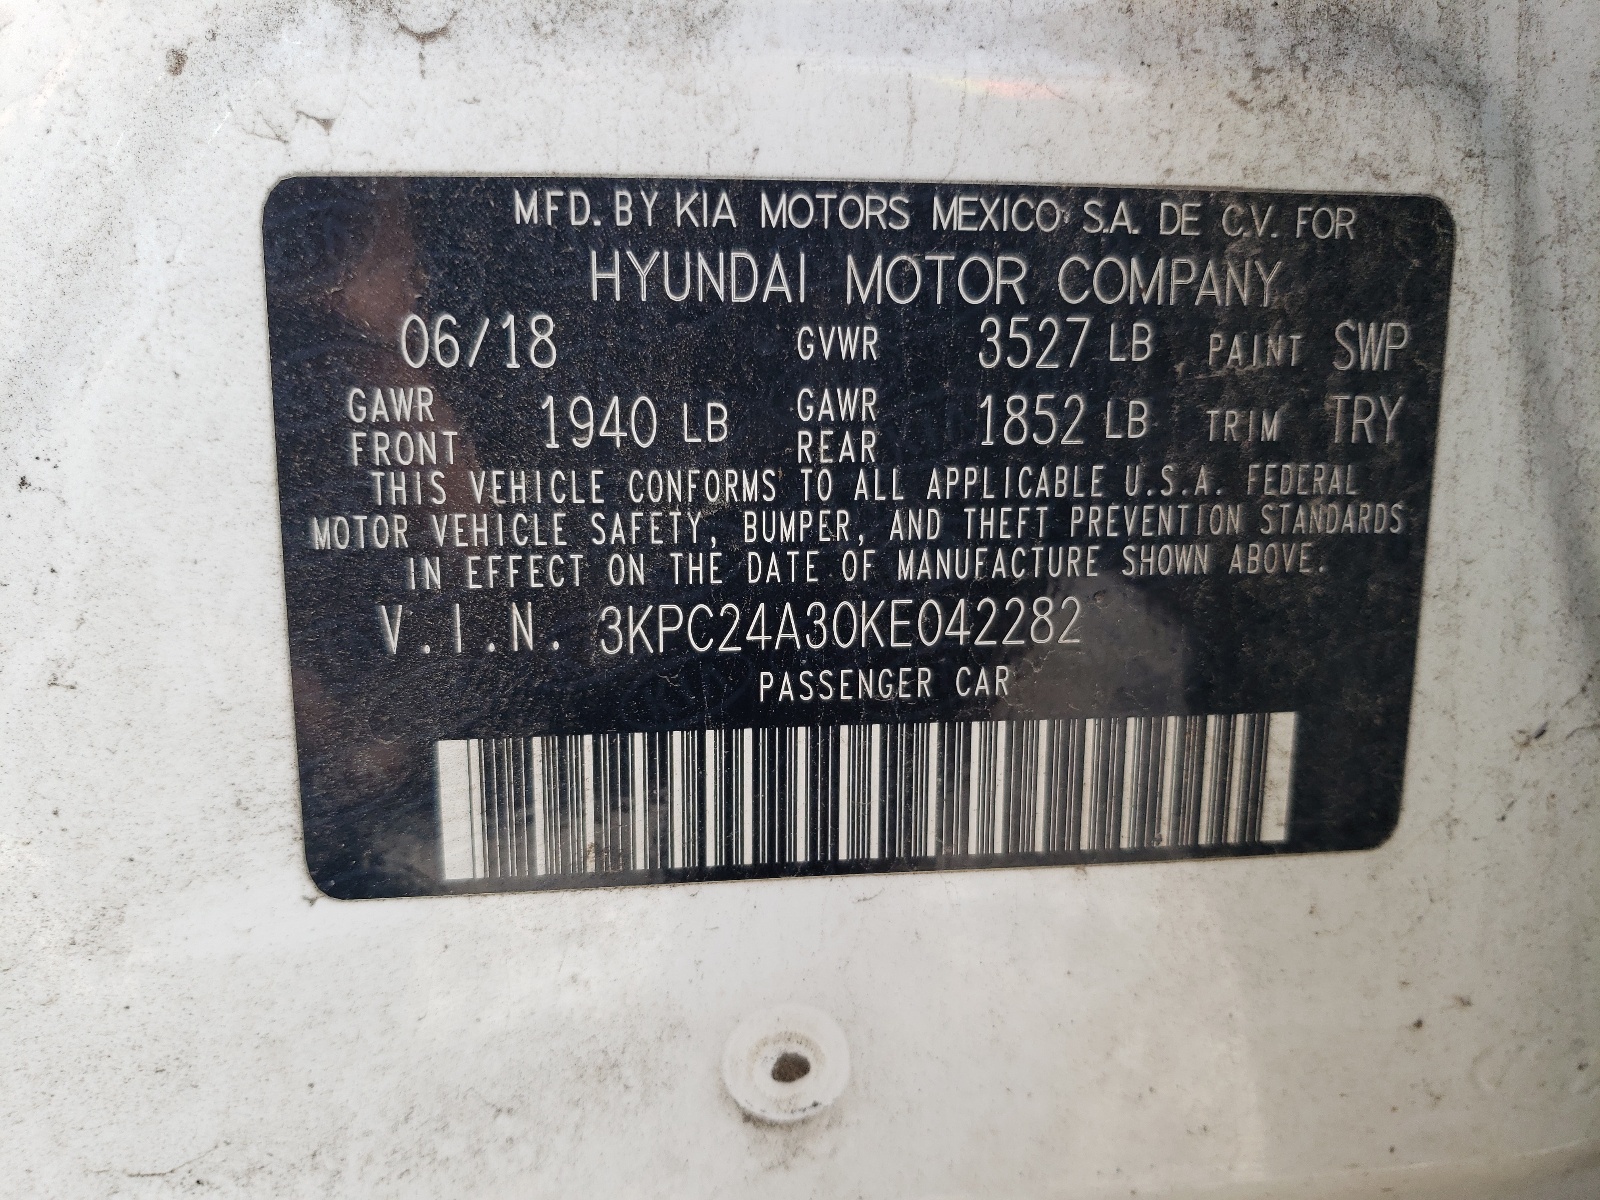 MFD. BY KIA MOTORS MEXICO S.A. DE C.V. FOR
HYUNDAI MOTOR COMPANY
06/18 GVWR 3527 LB PAINT SWP
GAWR FRONT 1940 LB GAWR REAR 1852 LB TRIM TRY
THIS VEHICLE CONFORMS TO ALL APPLICABLE U.S.A. FEDERAL
MOTOR VEHICLE SAFETY, BUMPER, AND THEFT PREVENTION STANDARDS
IN EFFECT ON THE DATE OF MANUFACTURE SHOWN ABOVE.
V.I.N. 3KPC24A30KE042282
PASSENGER CAR